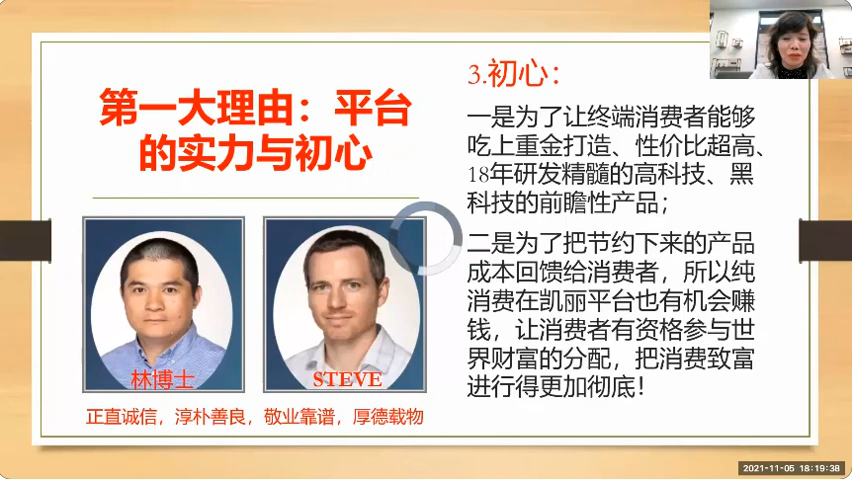 第一大理由：平台
的实力与初心
林博士
STEVE
正直诚信，淳朴善良，敬业靠谱，厚德载物
3.初心：
一是为了让终端消费者能够
吃上重金打造、性价比超高、
18年研发精髓的高科技、黑
科技的前瞻性产品；
二是为了把节约下来的产品
成本回馈给消费者，所以纯
消费在凯丽平台也有机会赚
钱，让消费者有资格参与世
界财富的分配，把消费致富
进行得更加彻底！
2021-11-05 18:19:38